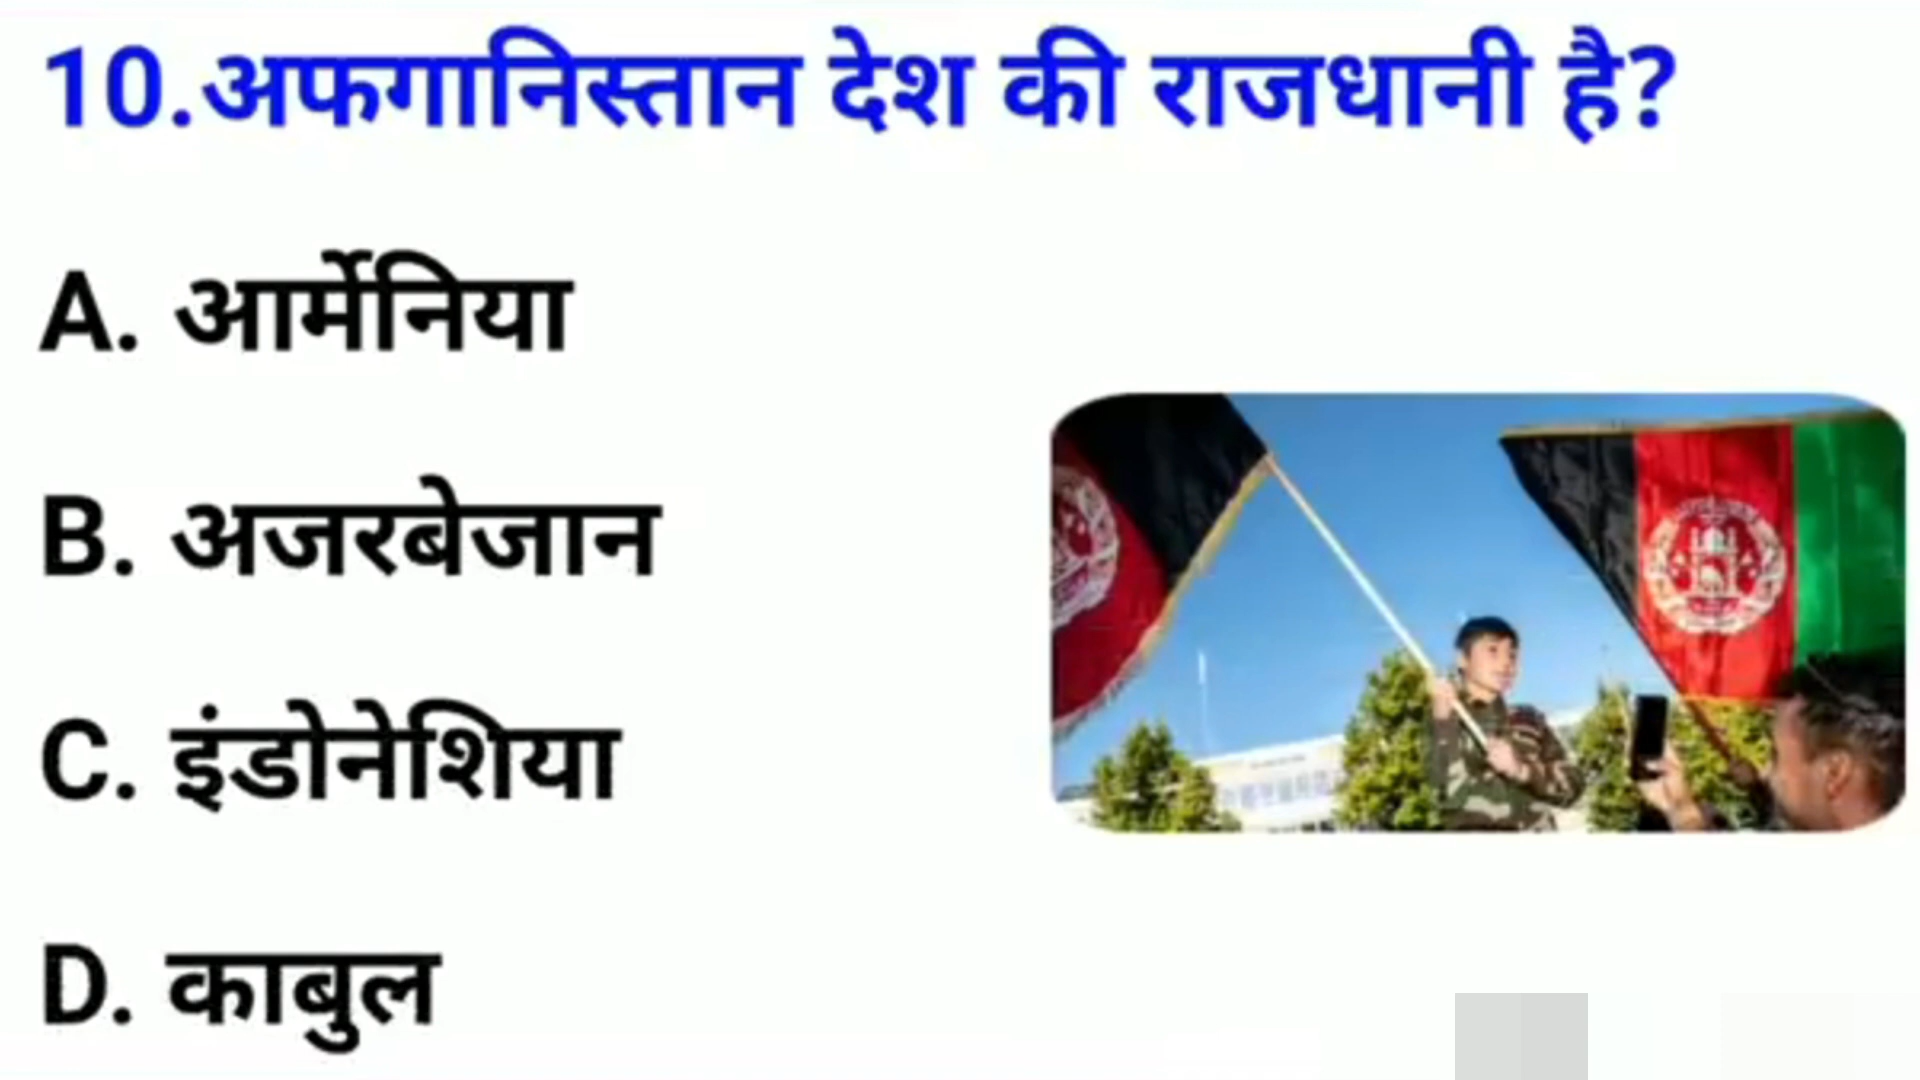 10.अफगानिस्तान देश की राजधानी है?
A. आर्मेनिया
B. अजरबेजान
C. इंडोनेशिया
D. काबुल